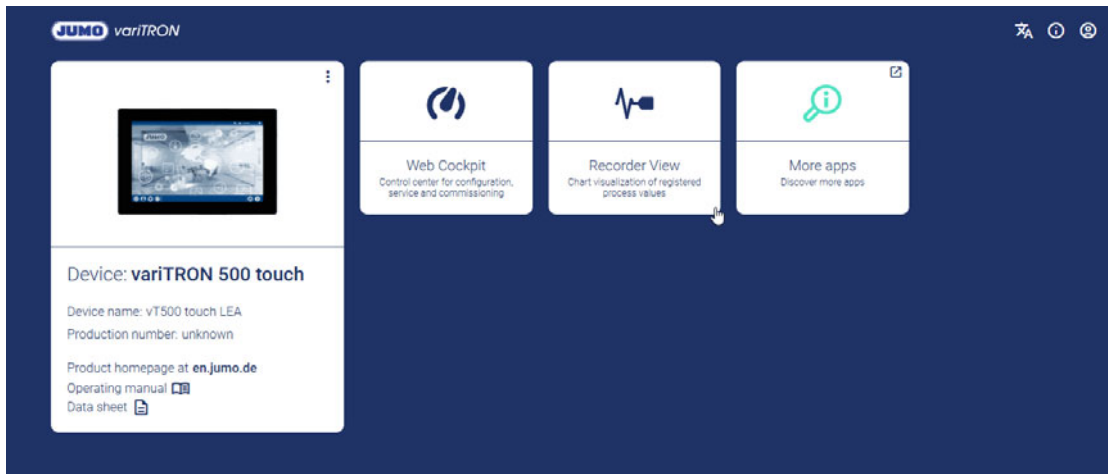 JUMO variTRON
Device: variTRON 500 touch
Device name: vT500 touch LEA
Production number: unknown
Product homepage at en.jumo.de
Operating manual
Data sheet
Web Cockpit
Control center for configuration,
service and commissioning
Recorder View
Chart visualization of registered
process values
More apps
Discover more apps